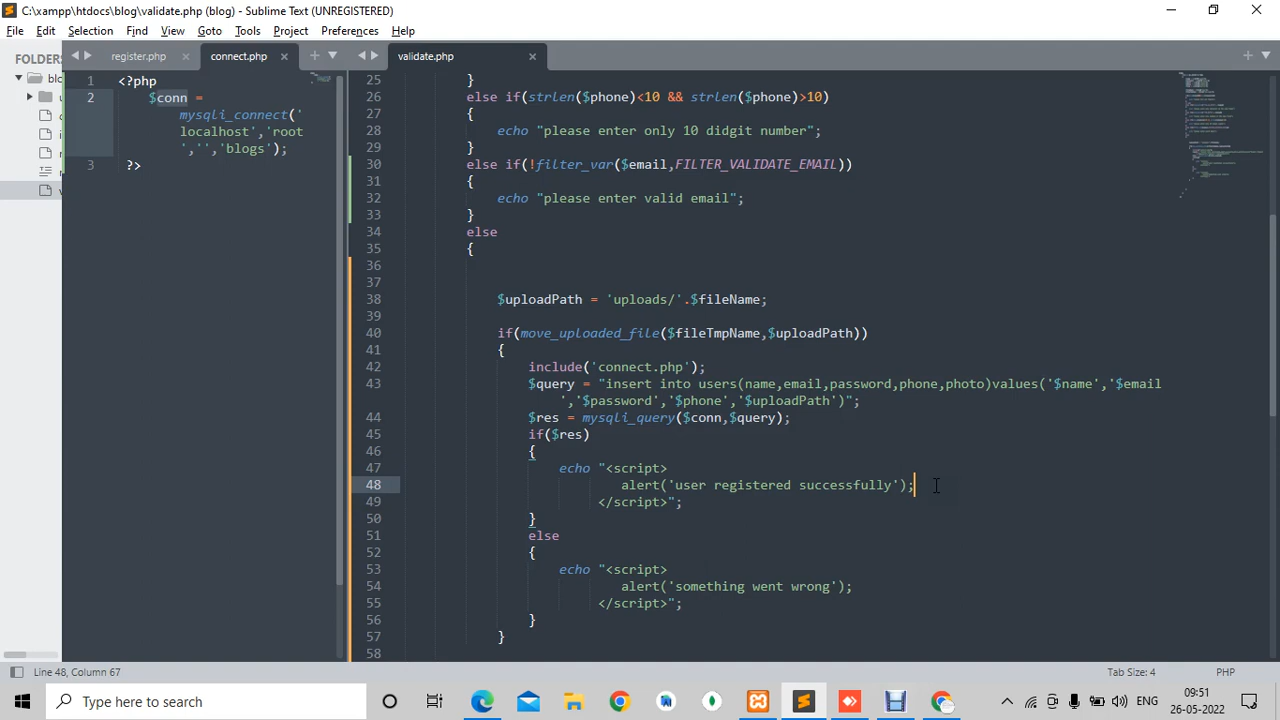 C:\xampp\htdocs\blog\validate.php (blog) - Sublime Text (UNREGISTERED)
File Edit Selection Find View Goto Tools Project Preferences Help
FOLDERS
register.php
connect.php
validate.php
1 <?php
2 $conn =
mysqli_connect('
localhost','root
','','blogs');
3 ?>
25 }
26 else if(strlen($phone)<10 && strlen($phone)>10)
27 {
28 echo "please enter only 10 didgit number";
29 }
30 else if(!filter_var($email,FILTER_VALIDATE_EMAIL))
31 {
32 echo "please enter valid email";
33 }
34 else
35 {
36
37
38 $uploadPath = 'uploads/'.$fileName;
39
40 if(move_uploaded_file($fileTmpName,$uploadPath))
41 {
42 include('connect.php');
43 $query = "insert into users(name,email,password,phone,photo)values('$name','$email
','$password','$phone','$uploadPath')";
44 $res = mysqli_query($conn,$query);
45 if($res)
46 {
47 echo "<script>
48 alert('user registered successfully');
49 </script>";
50 }
51 else
52 {
53 echo "<script>
54 alert('something went wrong');
55 </script>";
56 }
57 }
58
Line 48, Column 67
Tab Size: 4
PHP
Type here to search
ENG
09:51
26-05-2022